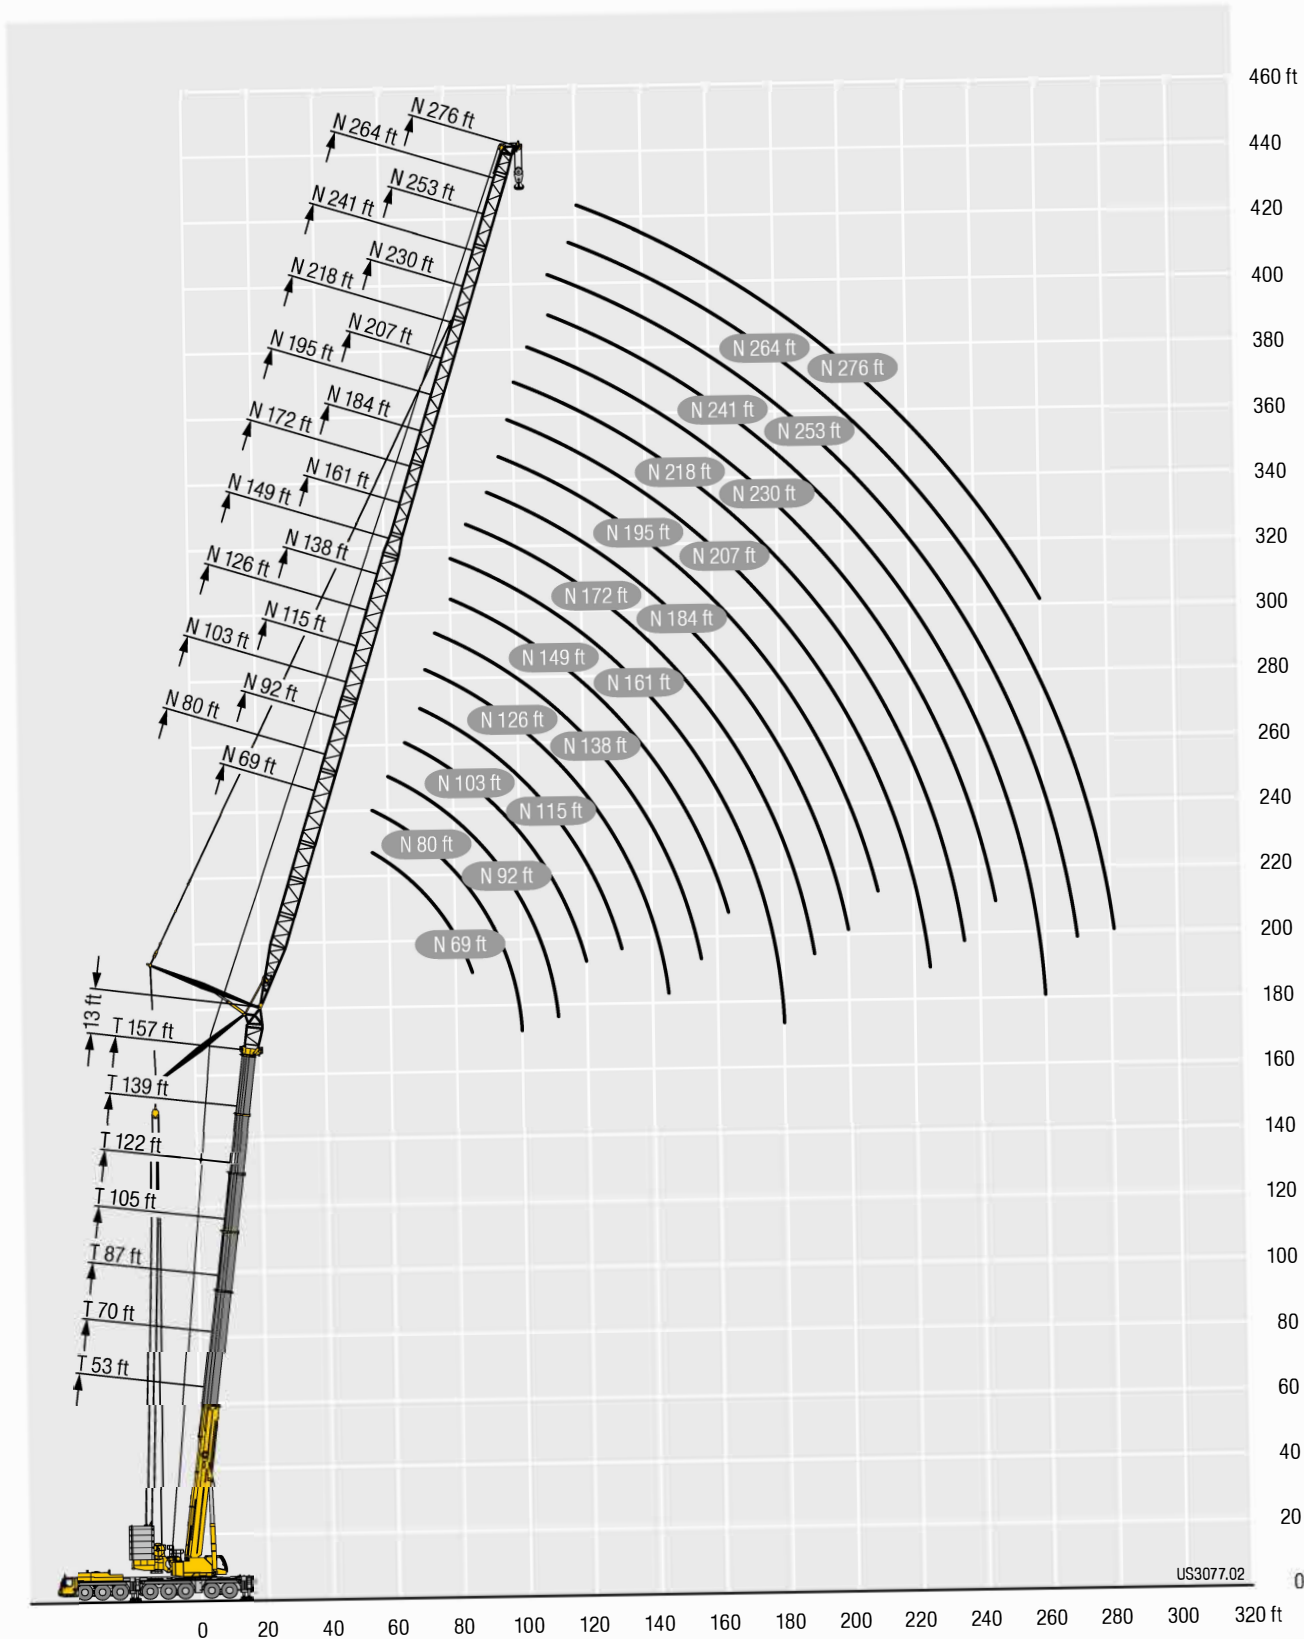 460 ft
N 276 ft
N 264 ft
440
N 253 ft
N 241 ft
420
N 230 ft
N 218 ft
400
N 207 ft
N 195 ft
N 264 ft
380
N 276 ft
N 184 ft
N 172 ft
N 241 ft
360
N 253 ft
N 161 ft
N 149 ft
N 218 ft
340
N 230 ft
N 138 ft
N 126 ft
N 195 ft
320
N 207 ft
N 115 ft
N 103 ft
N 172 ft
300
N 184 ft
N 92 ft
N 80 ft
N 149 ft
280
N 161 ft
N 69 ft
N 126 ft
260
N 138 ft
N 103 ft
240
N 115 ft
N 80 ft
220
N 92 ft
N 69 ft
200
13 ft
180
T 157 ft
160
T 139 ft
140
T 122 ft
120
T 105 ft
100
T 87 ft
80
T 70 ft
60
T 53 ft
40
20
US3077.02
0
0 20 40 60 80 100 120 140 160 180 200 220 240 260 280 300 320 ft